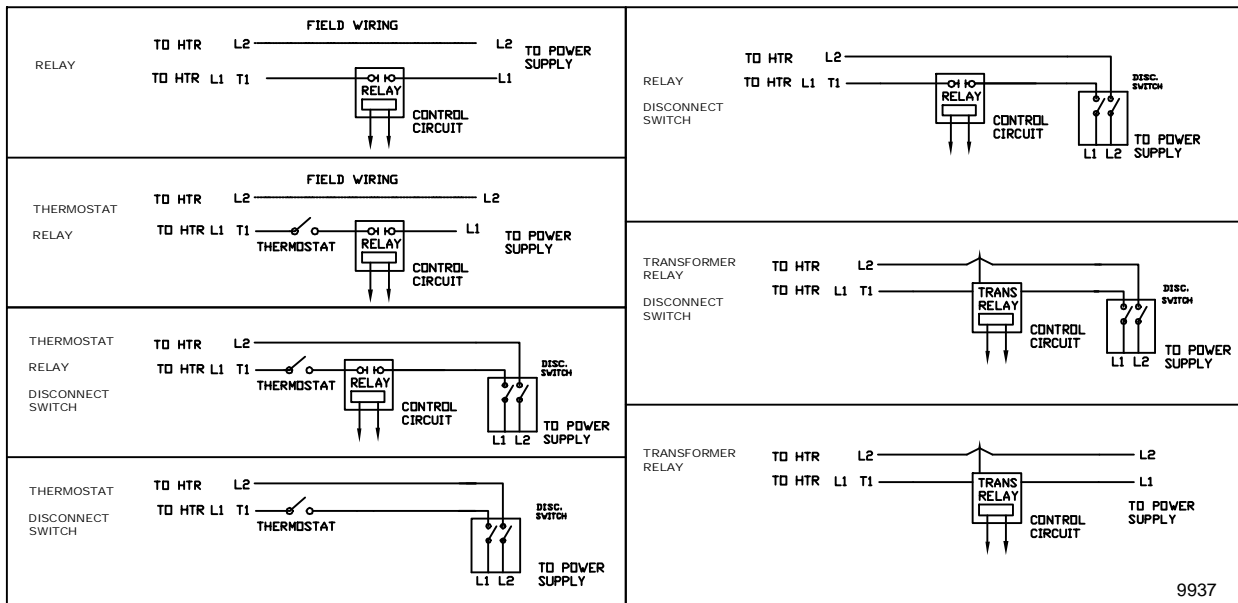 RELAY
FIELD WIRING
TO HTR L2
L2
TO POWER
SUPPLY
TO HTR L1 T1
L1
RELAY
CONTROL
CIRCUIT
THERMOSTAT
RELAY
FIELD WIRING
TO HTR L2
L2
TO HTR L1 T1
L1
THERMOSTAT
RELAY
TO POWER
SUPPLY
CONTROL
CIRCUIT
THERMOSTAT
RELAY
DISCONNECT
SWITCH
TO HTR L2
TO HTR L1 T1
THERMOSTAT
RELAY
CONTROL
CIRCUIT
DISC.
SWITCH
L1 L2
TO POWER
SUPPLY
THERMOSTAT
DISCONNECT
SWITCH
TO HTR L2
TO HTR L1 T1
THERMOSTAT
DISC.
SWITCH
L1 L2
TO POWER
SUPPLY
RELAY
DISCONNECT
SWITCH
TO HTR L2
TO HTR L1 T1
RELAY
CONTROL
CIRCUIT
DISC.
SWITCH
L1 L2
TO POWER
SUPPLY
TRANSFORMER
RELAY
DISCONNECT
SWITCH
TO HTR L2
TO HTR L1 T1
TRANS
RELAY
CONTROL
CIRCUIT
DISC.
SWITCH
L1 L2
TO POWER
SUPPLY
TRANSFORMER
RELAY
TO HTR L2
L2
TO HTR L1 T1
L1
TRANS
RELAY
CONTROL
CIRCUIT
TO POWER
SUPPLY
9937